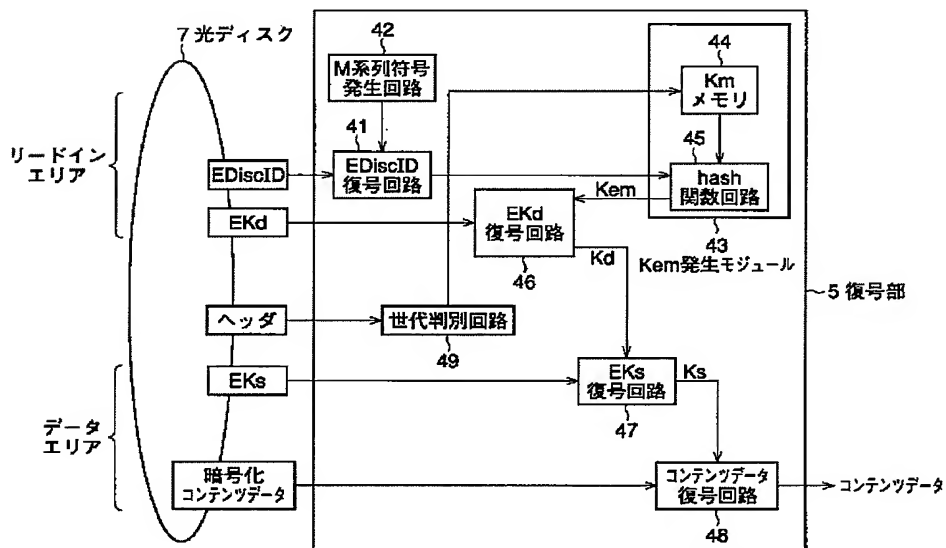 7 光ディスク
リードイン
エリア
データ
エリア
EDiscID
EKd
ヘッダ
EKs
暗号化
コンテンツデータ
42
M系列符号
発生回路
41
EDiscID
復号回路
44
Km
メモリ
45
hash
関数回路
43
Kem発生モジュール
Kem
EKd
復号回路
46
Kd
世代判別回路
49
EKs
復号回路
47
Ks
コンテンツデータ
復号回路
48
コンテンツデータ
5 復号部